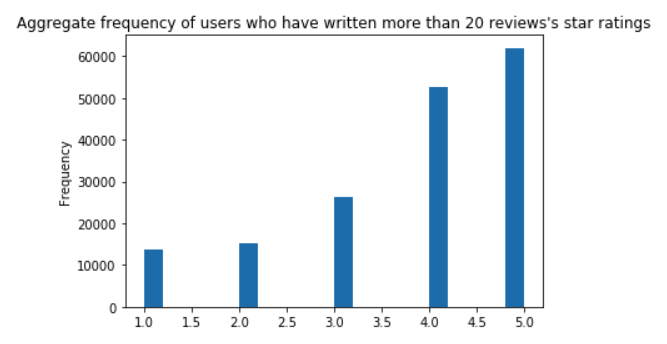 Aggregate frequency of users who have written more than 20 reviews's star ratings
60000
50000
40000
30000
20000
10000
0
Frequency
1.0 1.5 2.0 2.5 3.0 3.5 4.0 4.5 5.0